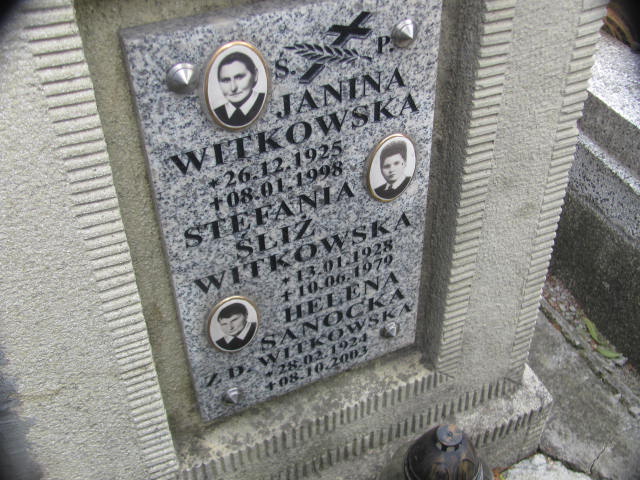 Ś. P.
JANINA
WITKOWSKA
*26.12.1925
†08.01.1998
STEFANIA
ŚLIŻ
WITKOWSKA
*13.01.1928
†10.06.1979
HELENA
SANOCKA
Z D. WITKOWSKA
*28.02.1924
†08.10.2003